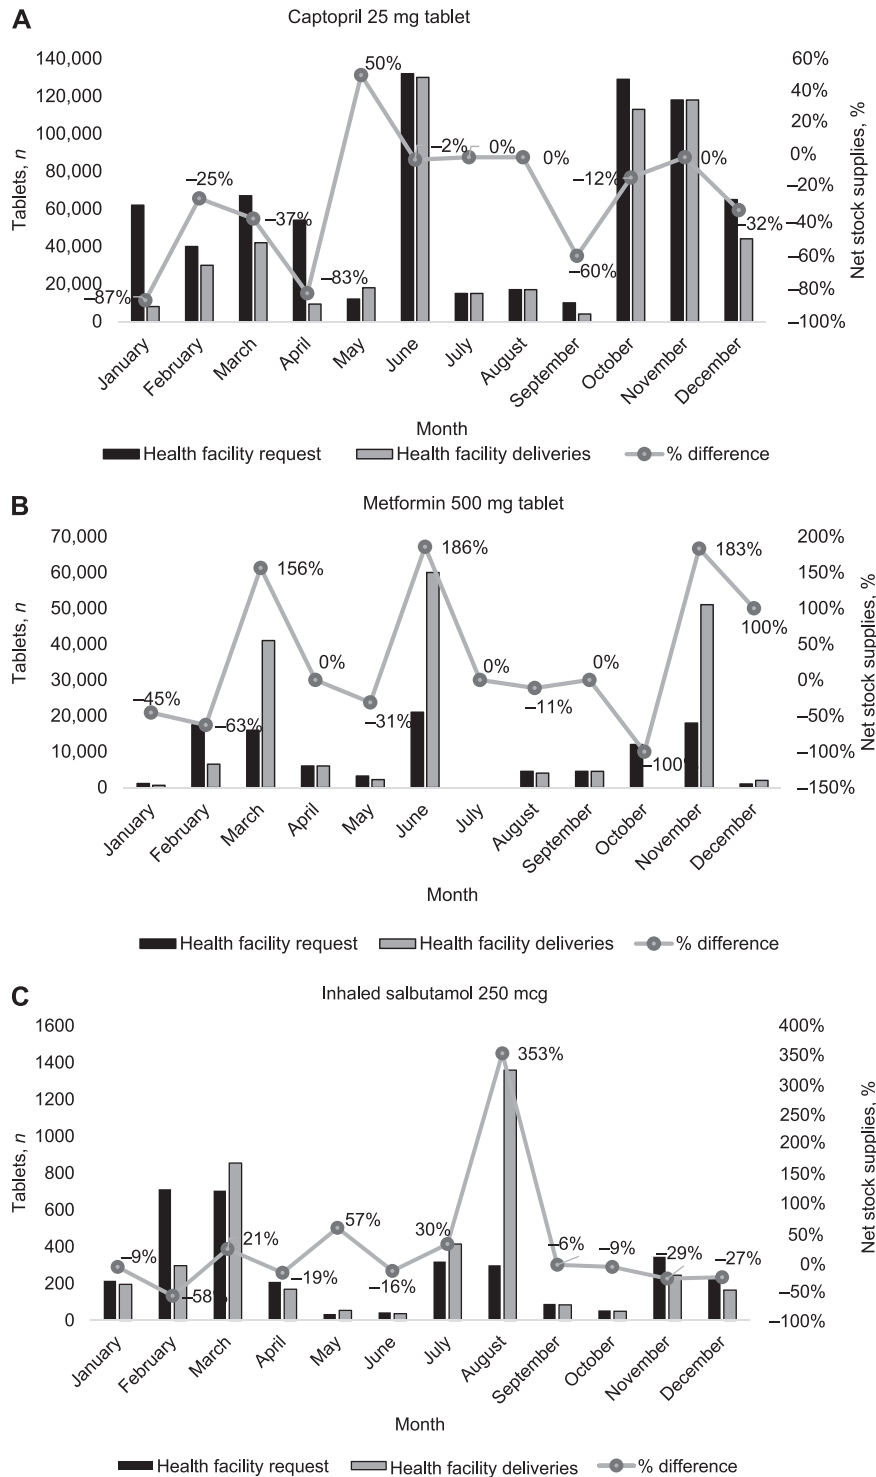 A
Captopril 25 mg tablet
140,000
120,000
100,000
80,000
60,000
40,000
20,000
0
Tablets, n
60%
40%
20%
0%
–20%
–40%
–60%
–80%
–100%
Net stock supplies, %
–87%
–25%
–37%
–83%
50%
–2%
0%
0%
–60%
–12%
0%
–32%
January
February
March
April
May
June
July
August
September
October
November
December
Month
Health facility request
Health facility deliveries
% difference
B
Metformin 500 mg tablet
70,000
60,000
50,000
40,000
30,000
20,000
10,000
0
Tablets, n
200%
150%
100%
50%
0%
–50%
–100%
–150%
Net stock supplies, %
–45%
–63%
156%
0%
–31%
186%
0%
–11%
0%
–100%
183%
100%
January
February
March
April
May
June
July
August
September
October
November
December
Month
Health facility request
Health facility deliveries
% difference
C
Inhaled salbutamol 250 mcg
1600
1400
1200
1000
800
600
400
200
0
Tablets, n
400%
350%
300%
250%
200%
150%
100%
50%
0%
–50%
–100%
Net stock supplies, %
–9%
–58%
21%
–19%
57%
–16%
30%
353%
–6%
–9%
–29%
–27%
January
February
March
April
May
June
July
August
September
October
November
December
Month
Health facility request
Health facility deliveries
% difference